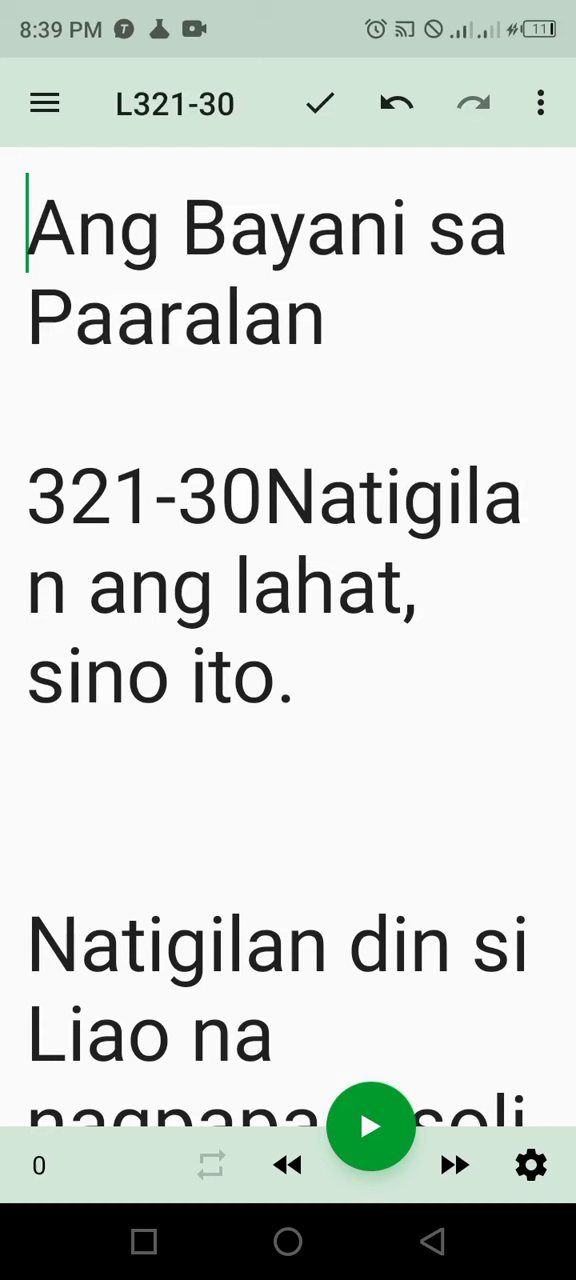 8:39 PM
11
L321-30
Ang Bayani sa
Paaralan
321-30Natigila
n ang lahat,
sino ito.
Natigilan din si
Liao na
0